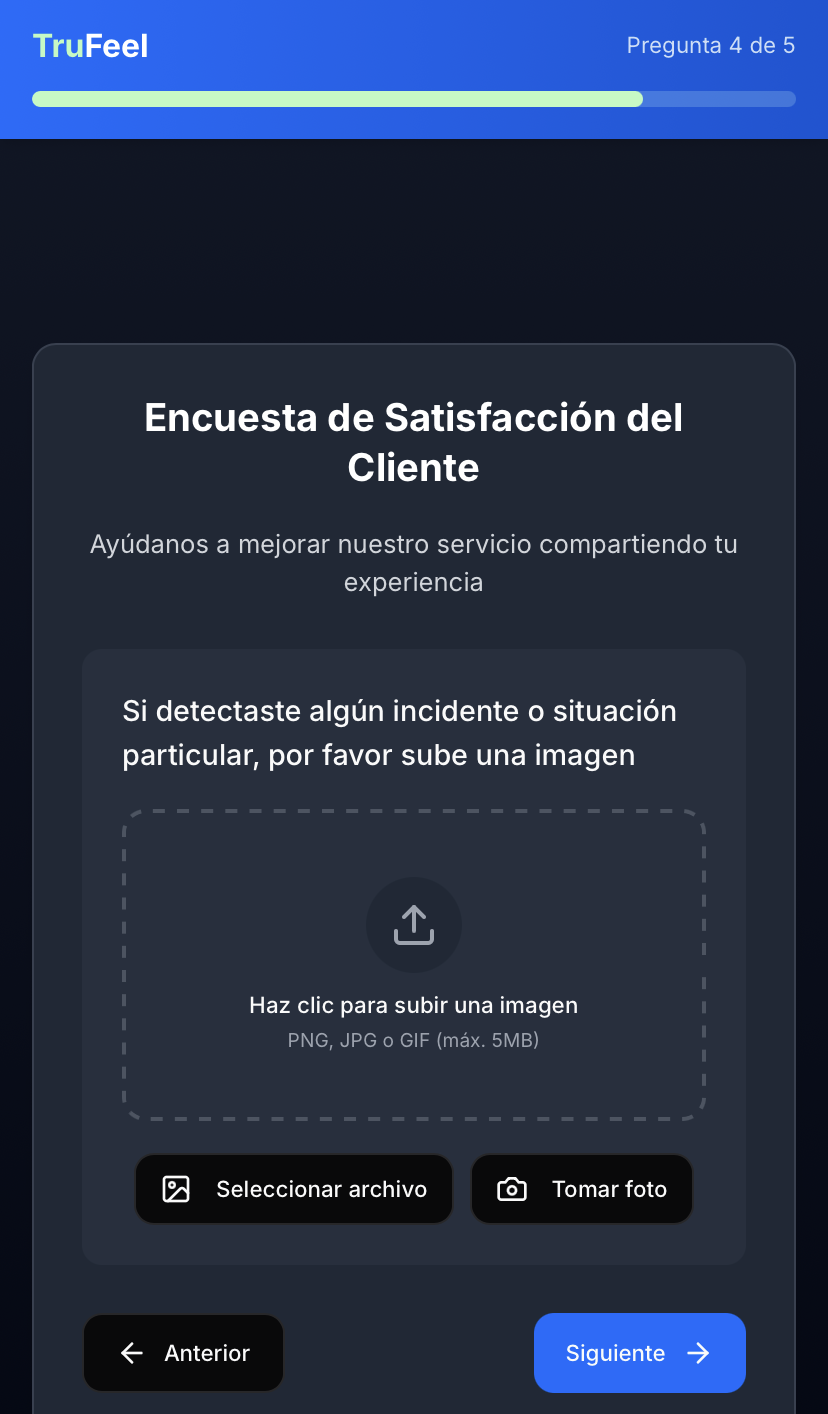 TruFeel
Pregunta 4 de 5
Encuesta de Satisfacción del
Cliente
Ayúdanos a mejorar nuestro servicio compartiendo tu
experiencia
Si detectaste algún incidente o situación
particular, por favor sube una imagen
Haz clic para subir una imagen
PNG, JPG o GIF (máx. 5MB)
Seleccionar archivo
Tomar foto
Anterior
Siguiente